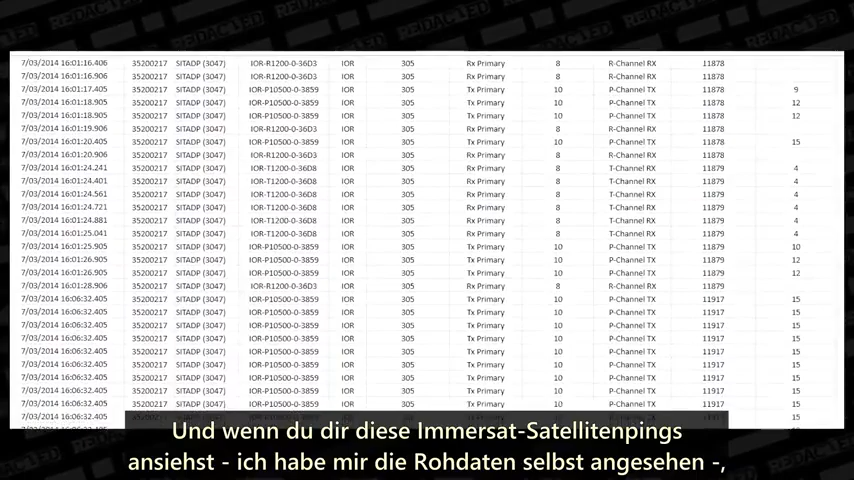 REDACTED
7/03/2014 16:01:16.406 35200217 SITADP (3047) IOR-R1200-0-36D3 IOR 305 Rx Primary 8 R-Channel RX 11878
7/03/2014 16:01:16.906 35200217 SITADP (3047) IOR-R1200-0-36D3 IOR 305 Rx Primary 8 R-Channel RX 11878
7/03/2014 16:01:17.405 35200217 SITADP (3047) IOR-P10500-0-3859 IOR 305 Tx Primary 10 P-Channel TX 11878 9
7/03/2014 16:01:18.905 35200217 SITADP (3047) IOR-P10500-0-3859 IOR 305 Tx Primary 10 P-Channel TX 11878 12
7/03/2014 16:01:18.905 35200217 SITADP (3047) IOR-P10500-0-3859 IOR 305 Tx Primary 10 P-Channel TX 11878 12
7/03/2014 16:01:19.906 35200217 SITADP (3047) IOR-R1200-0-36D3 IOR 305 Rx Primary 8 R-Channel RX 11878
7/03/2014 16:01:20.405 35200217 SITADP (3047) IOR-P10500-0-3859 IOR 305 Tx Primary 10 P-Channel TX 11878 15
7/03/2014 16:01:20.906 35200217 SITADP (3047) IOR-R1200-0-36D3 IOR 305 Rx Primary 8 R-Channel RX 11878
7/03/2014 16:01:24.241 35200217 SITADP (3047) IOR-T1200-0-36D8 IOR 305 Rx Primary 8 T-Channel RX 11879 4
7/03/2014 16:01:24.401 35200217 SITADP (3047) IOR-T1200-0-36D8 IOR 305 Rx Primary 8 T-Channel RX 11879 4
7/03/2014 16:01:24.561 35200217 SITADP (3047) IOR-T1200-0-36D8 IOR 305 Rx Primary 8 T-Channel RX 11879 4
7/03/2014 16:01:24.721 35200217 SITADP (3047) IOR-T1200-0-36D8 IOR 305 Rx Primary 8 T-Channel RX 11879 4
7/03/2014 16:01:24.881 35200217 SITADP (3047) IOR-T1200-0-36D8 IOR 305 Rx Primary 8 T-Channel RX 11879 4
7/03/2014 16:01:25.041 35200217 SITADP (3047) IOR-T1200-0-36D8 IOR 305 Rx Primary 8 T-Channel RX 11879 4
7/03/2014 16:01:25.905 35200217 SITADP (3047) IOR-P10500-0-3859 IOR 305 Tx Primary 10 P-Channel TX 11879 10
7/03/2014 16:01:26.905 35200217 SITADP (3047) IOR-P10500-0-3859 IOR 305 Tx Primary 10 P-Channel TX 11879 12
7/03/2014 16:01:26.905 35200217 SITADP (3047) IOR-P10500-0-3859 IOR 305 Tx Primary 10 P-Channel TX 11879 12
7/03/2014 16:01:28.906 35200217 SITADP (3047) IOR-R1200-0-36D3 IOR 305 Rx Primary 8 R-Channel RX 11879
7/03/2014 16:06:32.405 35200217 SITADP (3047) IOR-P10500-0-3859 IOR 305 Tx Primary 10 P-Channel TX 11917 15
7/03/2014 16:06:32.405 35200217 SITADP (3047) IOR-P10500-0-3859 IOR 305 Tx Primary 10 P-Channel TX 11917 15
7/03/2014 16:06:32.405 35200217 SITADP (3047) IOR-P10500-0-3859 IOR 305 Tx Primary 10 P-Channel TX 11917 15
7/03/2014 16:06:32.405 35200217 SITADP (3047) IOR-P10500-0-3859 IOR 305 Tx Primary 10 P-Channel TX 11917 15
7/03/2014 16:06:32.405 35200217 SITADP (3047) IOR-P10500-0-3859 IOR 305 Tx Primary 10 P-Channel TX 11917 15
7/03/2014 16:06:32.405 35200217 SITADP (3047) IOR-P10500-0-3859 IOR 305 Tx Primary 10 P-Channel TX 11917 15
7/03/2014 16:06:32.405 35200217 SITADP (3047) IOR-P10500-0-3859 IOR 305 Tx Primary 10 P-Channel TX 11917 15
7/03/2014 16:06:32.405 35200217 SITADP (3047) IOR-P10500-0-3859 IOR 305 Tx Primary 10 P-Channel TX 11917 15
7/03/2014 16:06:32.405 35200217 SITADP (3047) IOR-P10500-0-3859 IOR 305 Tx Primary 10 P-Channel TX 11917 15
7/03/2014 16:06:32.405 15
Und wenn du dir diese Immersat-Satellitenpings
ansiehst - ich habe mir die Rohdaten selbst angesehen -,